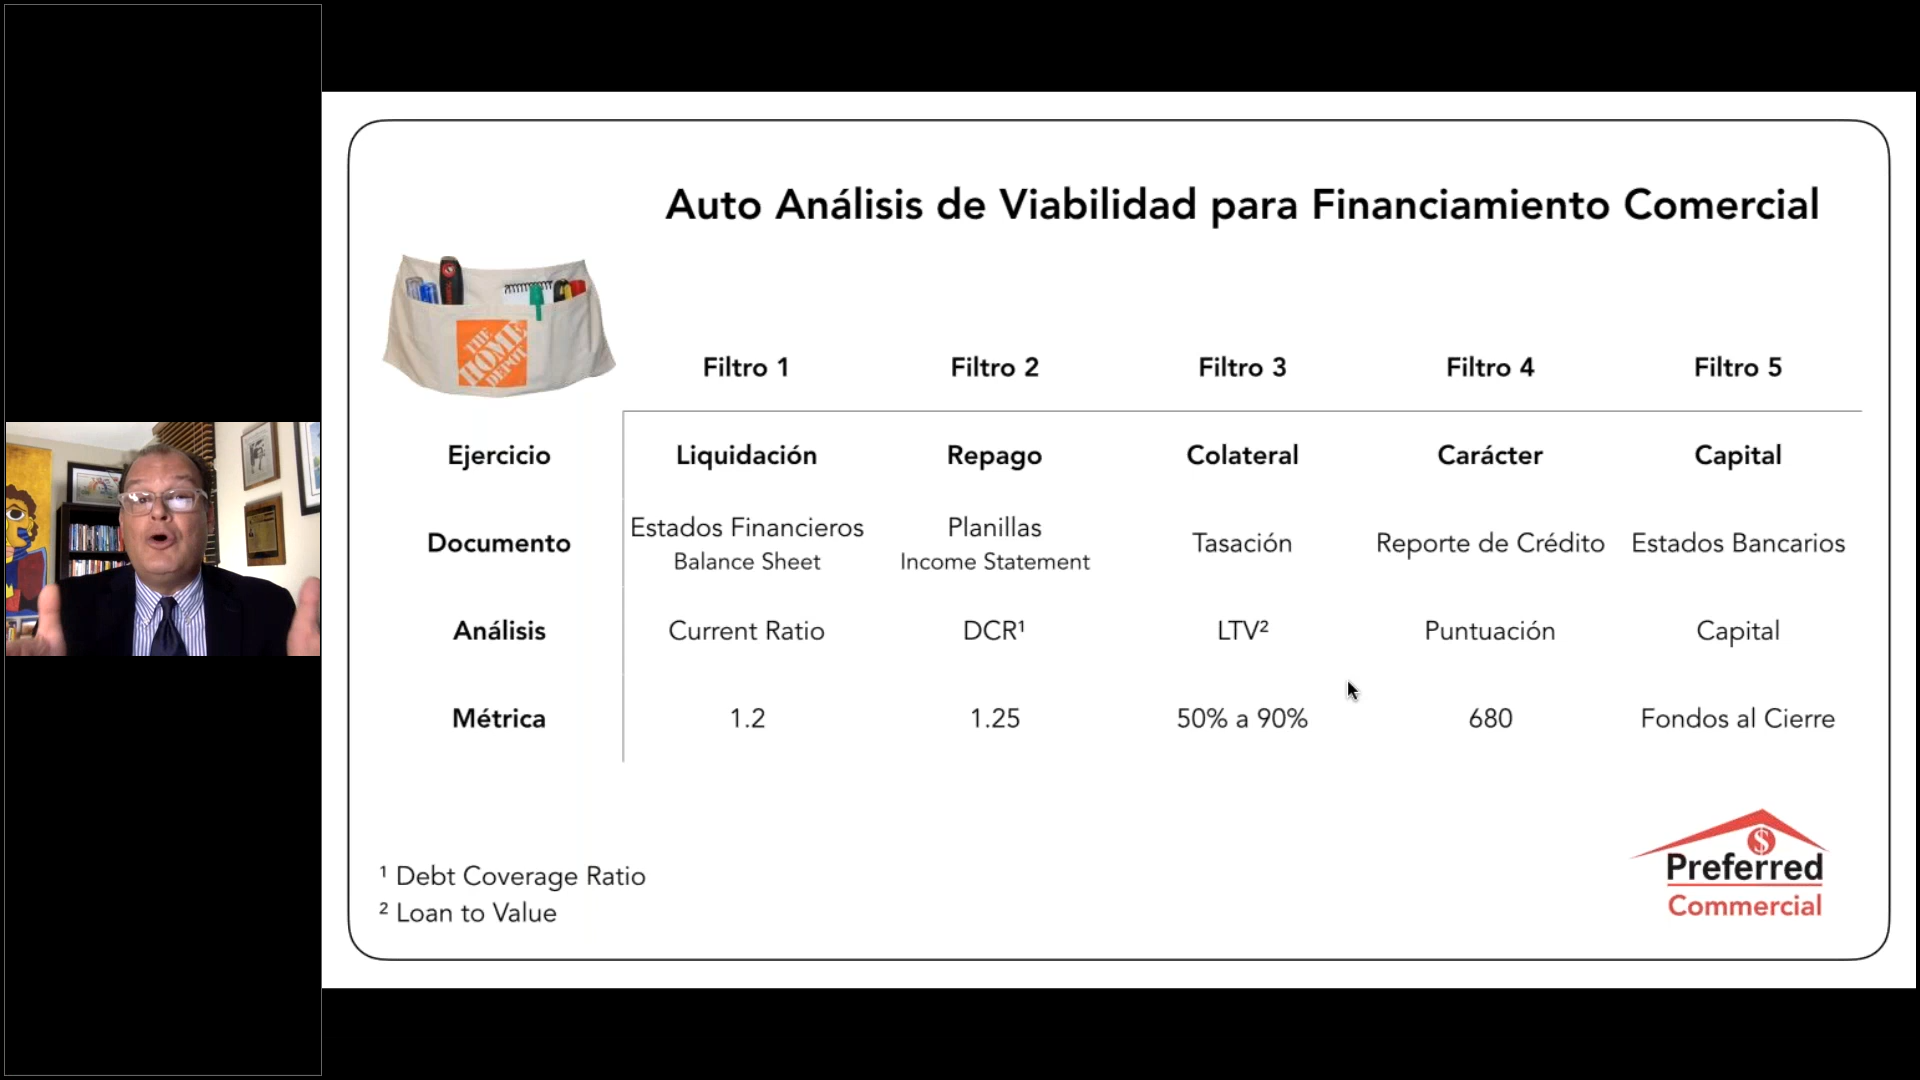 Auto Análisis de Viabilidad para Financiamiento Comercial
THE
HOME
DEPOT
Filtro 1 Filtro 2 Filtro 3 Filtro 4 Filtro 5
Ejercicio Liquidación Repago Colateral Carácter Capital
Documento Estados Financieros Planillas Tasación Reporte de Crédito Estados Bancarios
Balance Sheet Income Statement
Análisis Current Ratio DCR¹ LTV² Puntuación Capital
Métrica 1.2 1.25 50% a 90% 680 Fondos al Cierre
¹ Debt Coverage Ratio
² Loan to Value
$
Preferred
Commercial